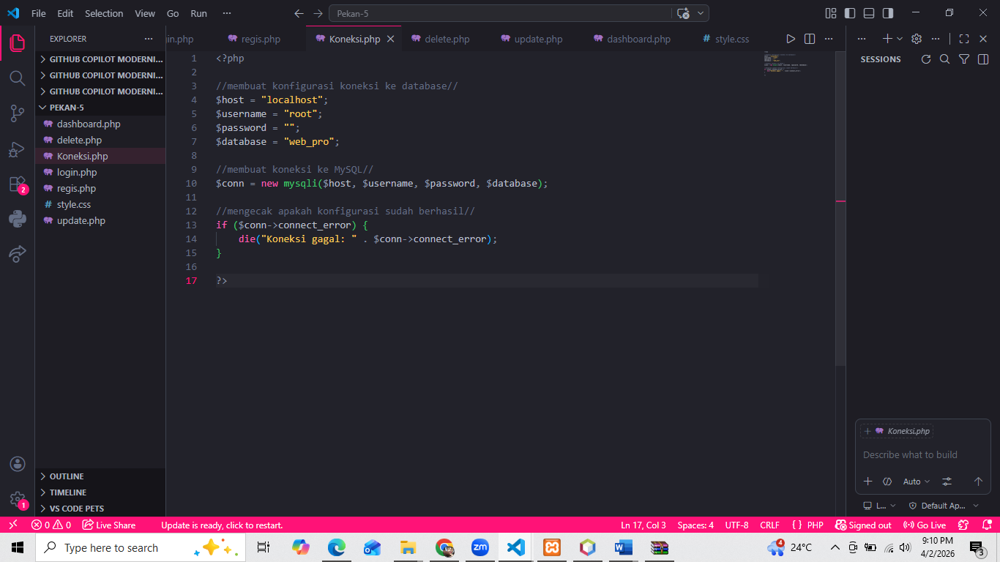 File Edit Selection View Go Run ··· Pekan-5
EXPLORER ···
GITHUB COPILOT MODERNI...
GITHUB COPILOT MODERNI...
GITHUB COPILOT MODERNI...
PEKAN-5
dashboard.php
delete.php
Koneksi.php
login.php
regis.php
# style.css
update.php
OUTLINE
TIMELINE
VS CODE PETS
2
1
in.php regis.php Koneksi.php delete.php update.php dashboard.php # style.css ···
1 <?php
2
3 //membuat konfigurasi koneksi ke database//
4 $host = "localhost";
5 $username = "root";
6 $password = "";
7 $database = "web_pro";
8
9 //membuat koneksi ke MySQL//
10 $conn = new mysqli($host, $username, $password, $database);
11
12 //mengecek apakah konfigurasi sudah berhasil//
13 if ($conn->connect_error) {
14 die("Koneksi gagal: " . $conn->connect_error);
15 }
16
17 ?>
SESSIONS
+ Koneksi.php
Describe what to build
Auto
L... Default Ap...
0 0 Live Share Update is ready, click to restart. Ln 17, Col 3 Spaces: 4 UTF-8 CRLF { } PHP Signed out Go Live
Type here to search zm W 4 24°C 9:10 PM
4/2/2026
3